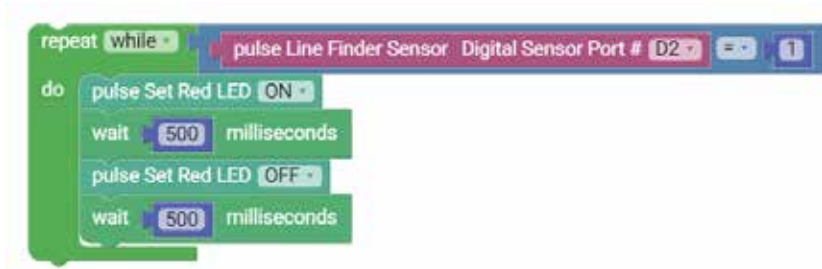 repeat while pulse Line Finder Sensor Digital Sensor Port # D2 = 1
do pulse Set Red LED ON
wait 500 milliseconds
pulse Set Red LED OFF
wait 500 milliseconds